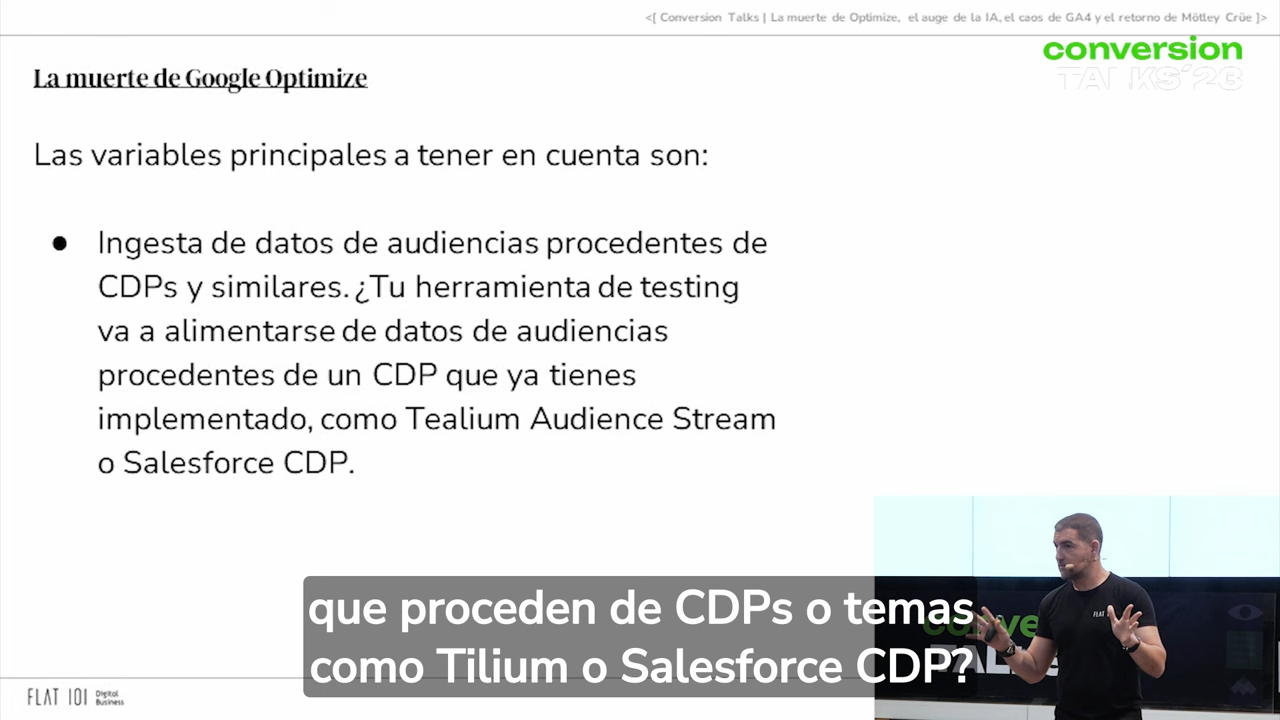 <[ Conversion Talks | La muerte de Optimize, el auge de la IA, el caos de GA4 y el retorno de Mötley Crüe ]>
conversion
TALKS'23
La muerte de Google Optimize
Las variables principales a tener en cuenta son:
● Ingesta de datos de audiencias procedentes de
CDPs y similares. ¿Tu herramienta de testing
va a alimentarse de datos de audiencias
procedentes de un CDP que ya tienes
implementado, como Tealium Audience Stream
o Salesforce CDP.
que proceden de CDPs o temas
como Tilium o Salesforce CDP?
FLAT 101 Digital
Business